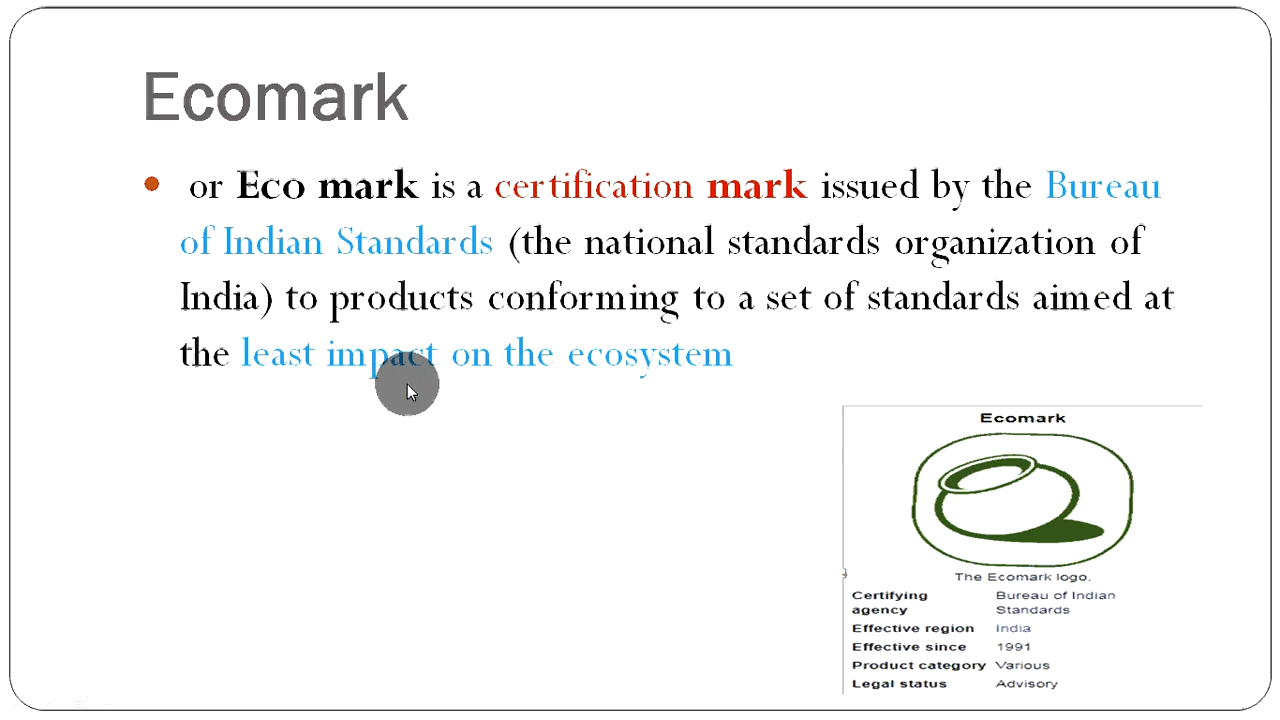 Ecomark
• or Eco mark is a certification mark issued by the Bureau
of Indian Standards (the national standards organization of
India) to products conforming to a set of standards aimed at
the least impact on the ecosystem
Ecomark
The Ecomark logo.
Certifying agency Bureau of Indian Standards
Effective region India
Effective since 1991
Product category Various
Legal status Advisory